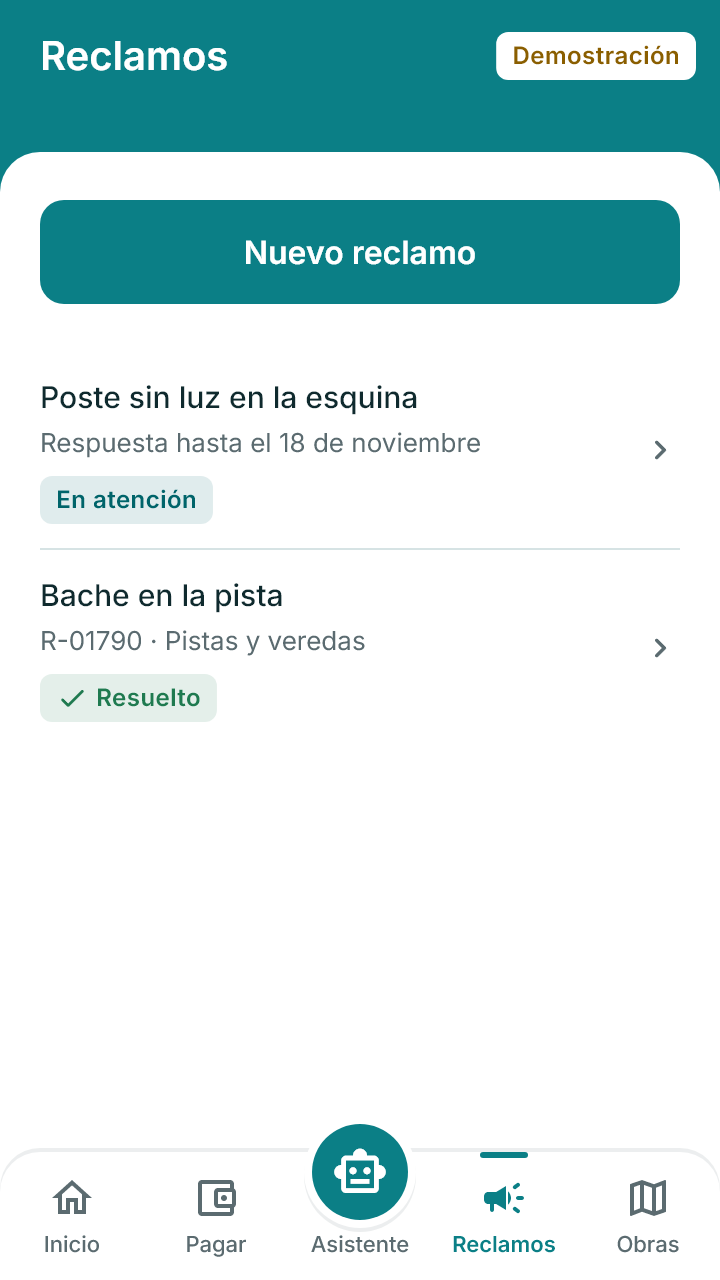 Reclamos
Demostración
Nuevo reclamo
Poste sin luz en la esquina
Respuesta hasta el 18 de noviembre
En atención
Bache en la pista
R-01790 · Pistas y veredas
Resuelto
Inicio
Pagar
Asistente
Reclamos
Obras